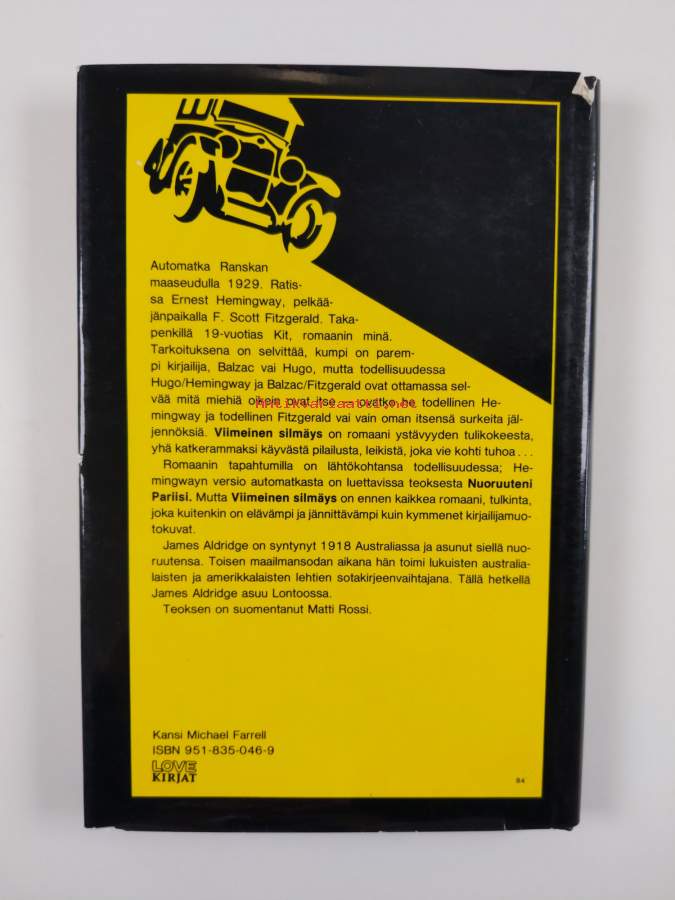 Automatka Ranskan
maaseudulla 1929. Ratis-
sa Ernest Hemingway, pelkää-
jänpaikalla F. Scott Fitzgerald. Taka-
penkillä 19-vuotias Kit, romaanin minä.
Tarkoituksena on selvittää, kumpi on parem-
pi kirjailija, Balzac vai Hugo, mutta todellisuudessa
Hugo/Hemingway ja Balzac/Fitzgerald ovat ottamassa sel-
vää mitä miehiä oikein ovat itse — ovatko he todellinen He-
Antikvariaatti.net
mingway ja todellinen Fitzgerald vai vain oman itsensä surkeita jäl-
jennöksiä. Viimeinen silmäys on romaani ystävyyden tulikokeesta,
yhä katkerammaksi käyvästä pilailusta, leikistä, joka vie kohti tuhoa...
Romaanin tapahtumilla on lähtökohtansa todellisuudessa; He-
mingwayn versio automatkasta on luettavissa teoksesta Nuoruuteni
Pariisi. Mutta Viimeinen silmäys on ennen kaikkea romaani, tulkinta,
joka kuitenkin on elävämpi ja jännittävämpi kuin kymmenet kirjailijamuo-
tokuvat.
James Aldridge on syntynyt 1918 Australiassa ja asunut siellä nuo-
ruutensa. Toisen maailmansodan aikana hän toimi lukuisten australia-
laisten ja amerikkalaisten lehtien sotakirjeenvaihtajana. Tällä hetkellä
James Aldridge asuu Lontoossa.
Teoksen on suomentanut Matti Rossi.
Kansi Michael Farrell
ISBN 951-835-046-9
LOVE
KIRJAT
84